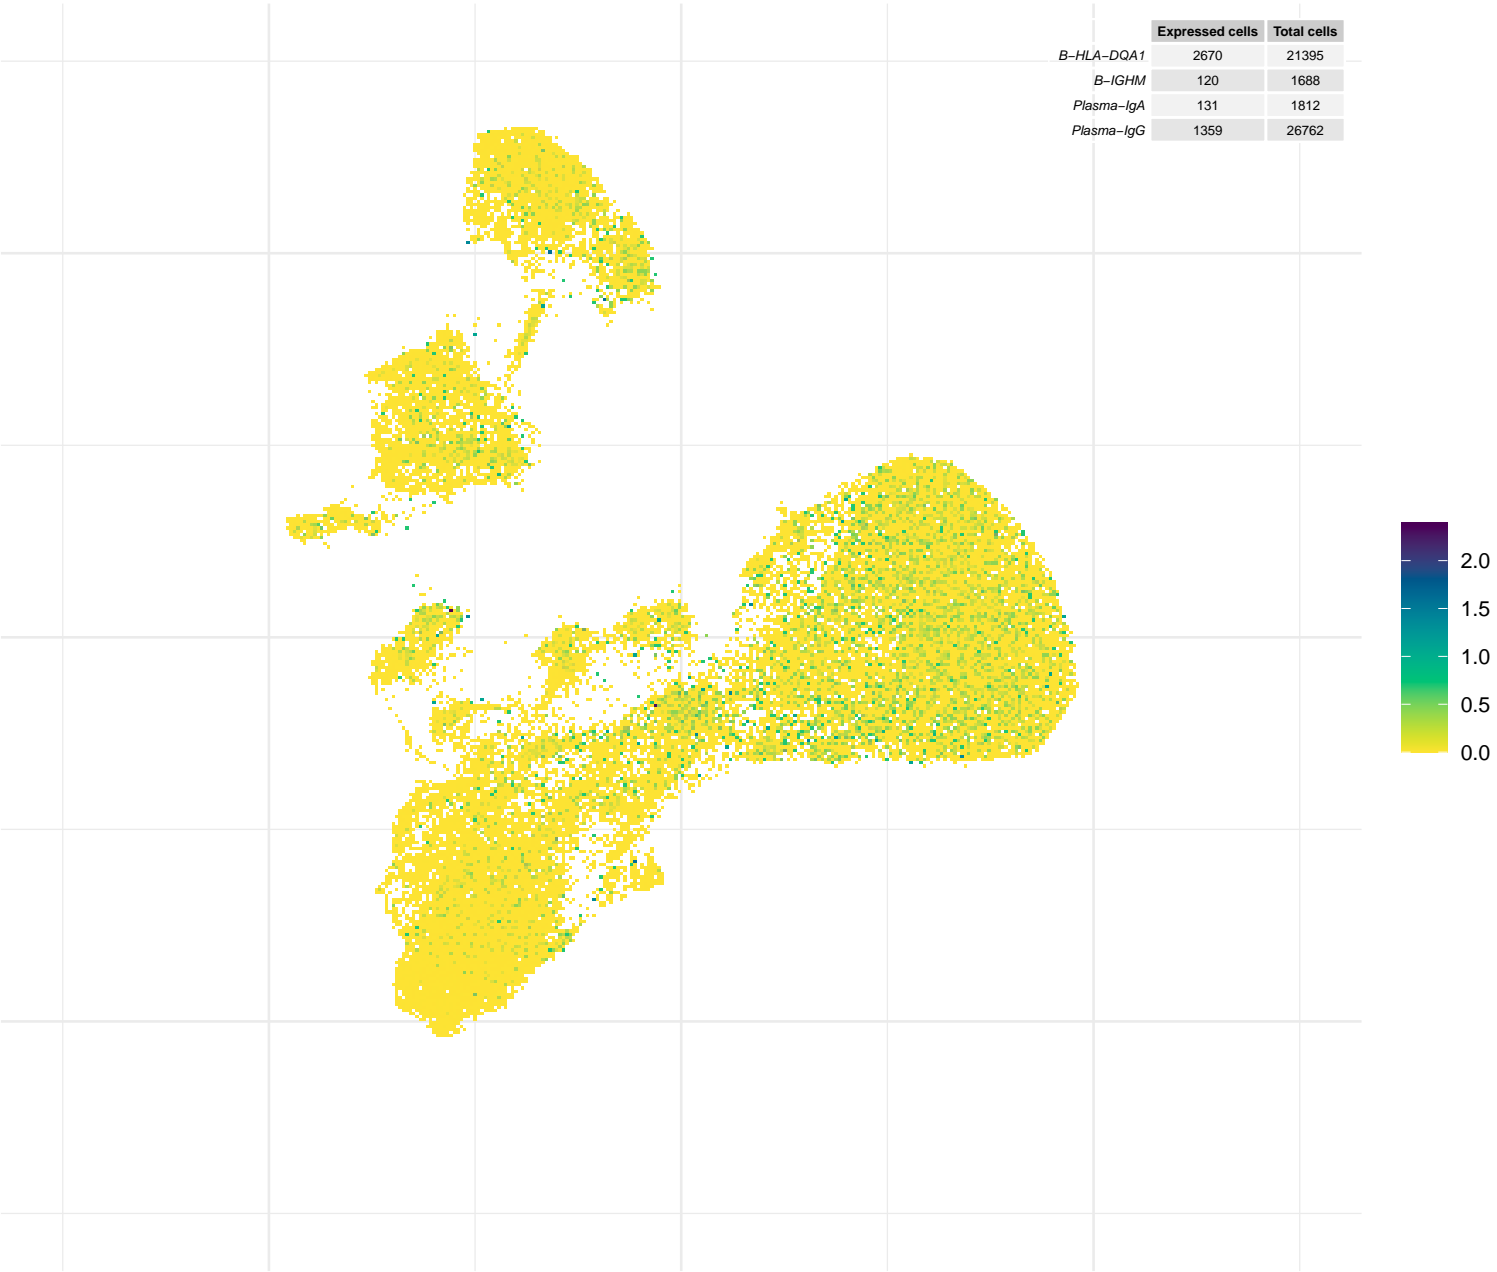 Expressed cells Total cells
B−HLA−DQA1 2670 21395
B−IGHM 120 1688
Plasma−IgA 131 1812
Plasma−IgG 1359 26762
2.0
1.5
1.0
0.5
0.0